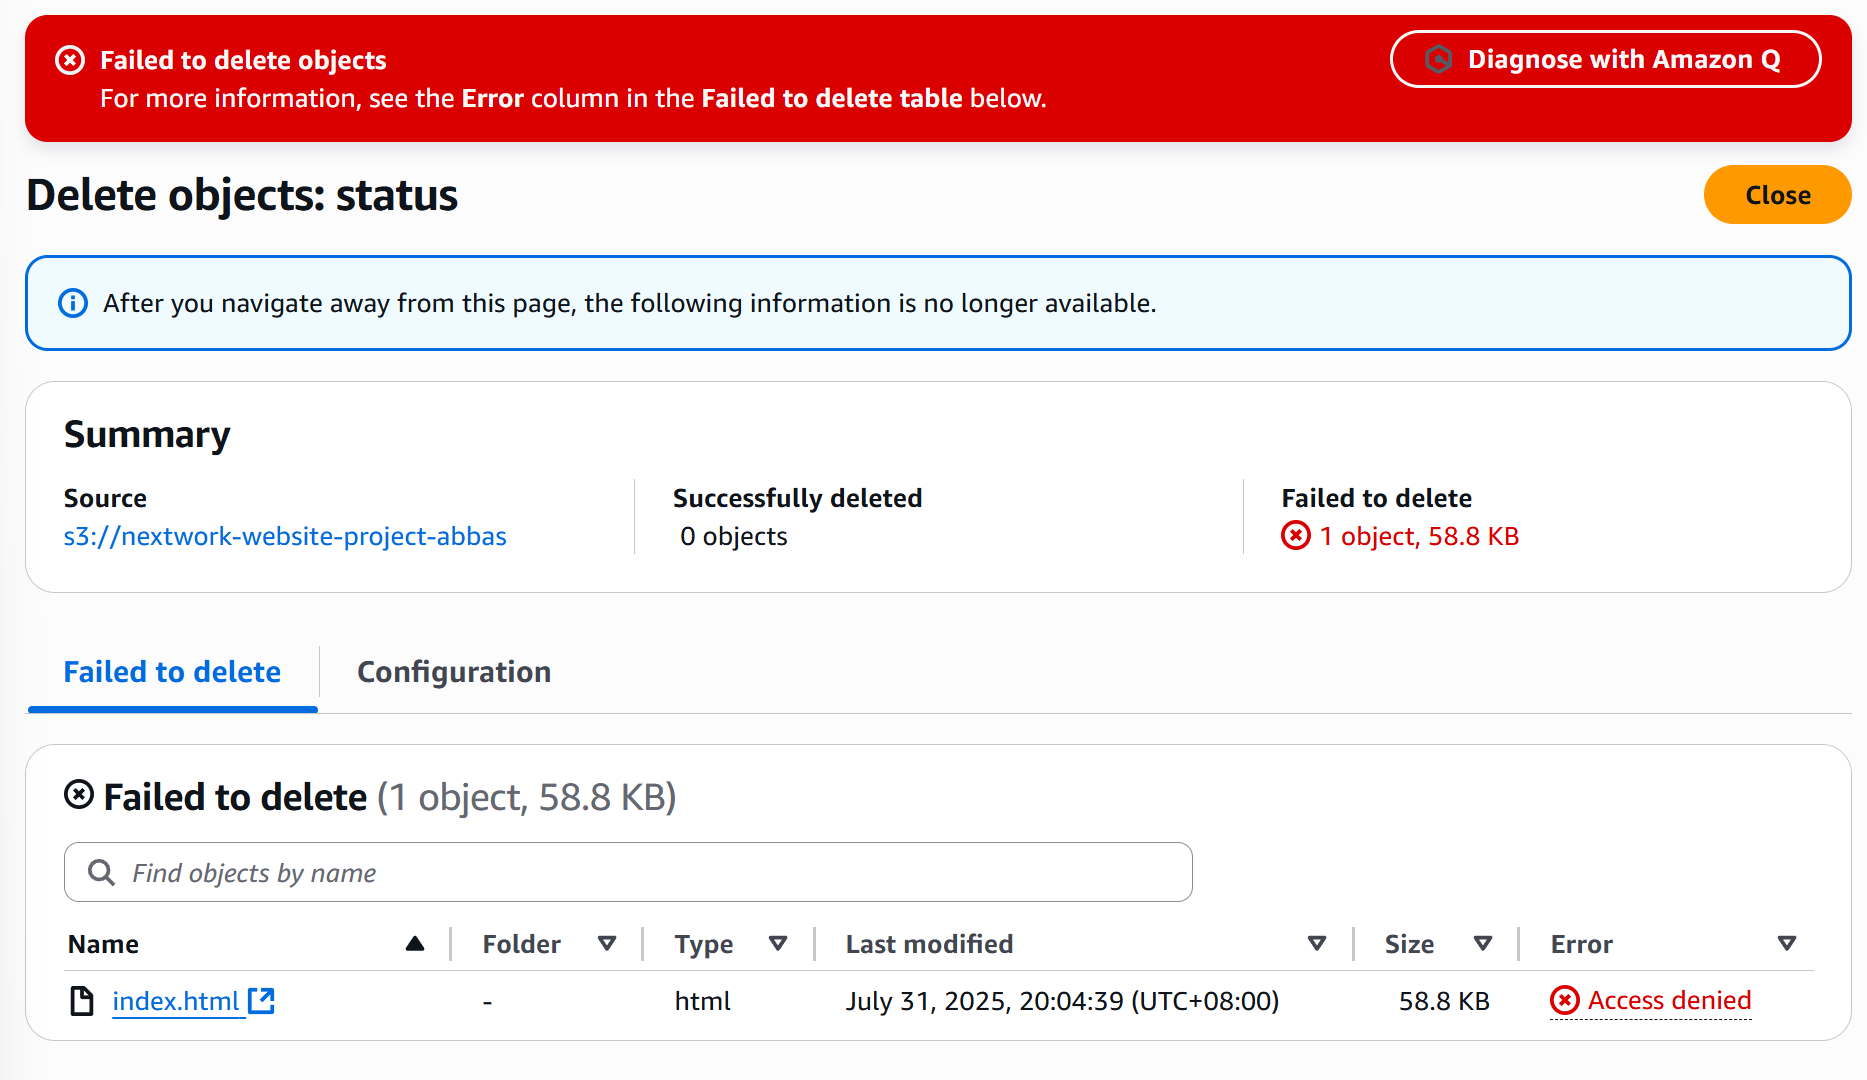 Failed to delete objects
For more information, see the Error column in the Failed to delete table below.
Diagnose with Amazon Q
Delete objects: status
Close
After you navigate away from this page, the following information is no longer available.
Summary
Source
s3://nextwork-website-project-abbas
Successfully deleted
0 objects
Failed to delete
1 object, 58.8 KB
Failed to delete
Configuration
Failed to delete (1 object, 58.8 KB)
Find objects by name
Name Folder Type Last modified Size Error
index.html - html July 31, 2025, 20:04:39 (UTC+08:00) 58.8 KB Access denied